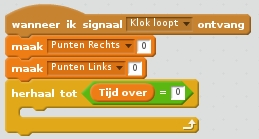 wanneer ik signaal Klok loopt ontvang
maak Punten Rechts 0
maak Punten Links 0
herhaal tot Tijd over = 0